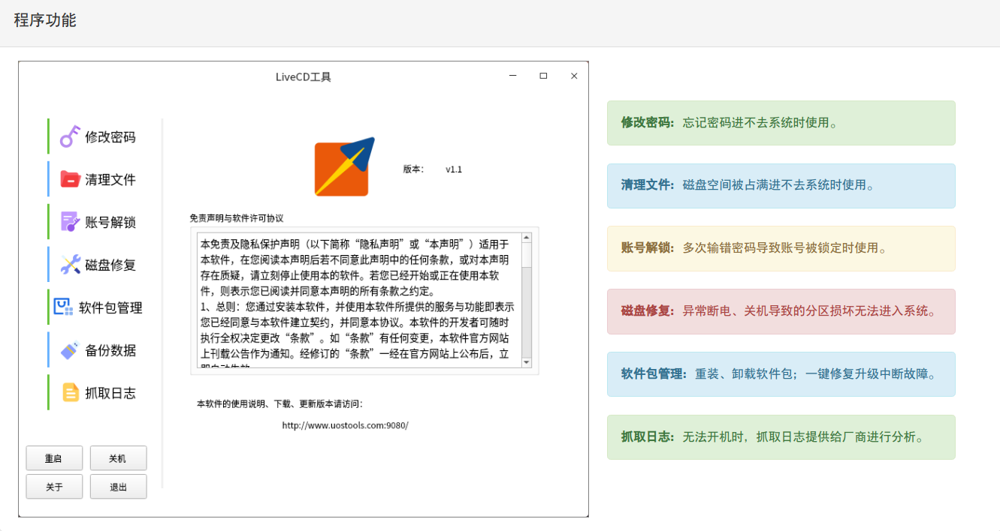 程序功能
LiveCD工具
修改密码
清理文件
账号解锁
磁盘修复
软件包管理
备份数据
抓取日志
重启
关机
关于
退出
版本： v1.1
免责声明与软件许可协议
本免责及隐私保护声明（以下简称“隐私声明”或“本声明”）适用于
本软件，在您阅读本声明后若不同意此声明中的任何条款，或对本声明
存在质疑，请立刻停止使用本的软件。若您已经开始或正在使用本软
件，则表示您已阅读并同意本声明的所有条款之约定。
1、总则：您通过安装本软件，并使用本软件所提供的服务与功能即表示
您已经同意与本软件建立契约，并同意本协议。本软件的开发者可随时
执行全权决定更改“条款”。如“条款”有任何变更，本软件官方网站
上刊载公告作为通知。经修订的“条款”一经在官方网站上公布后，立
即自动生效
本软件的使用说明、下载、更新版本请访问：
http://www.uostools.com:9080/
修改密码: 忘记密码进不去系统时使用。
清理文件: 磁盘空间被占满进不去系统时使用。
账号解锁: 多次输错密码导致账号被锁定时使用。
磁盘修复: 异常断电、关机导致的分区损坏无法进入系统。
软件包管理: 重装、卸载软件包；一键修复升级中断故障。
抓取日志: 无法开机时，抓取日志提供给厂商进行分析。